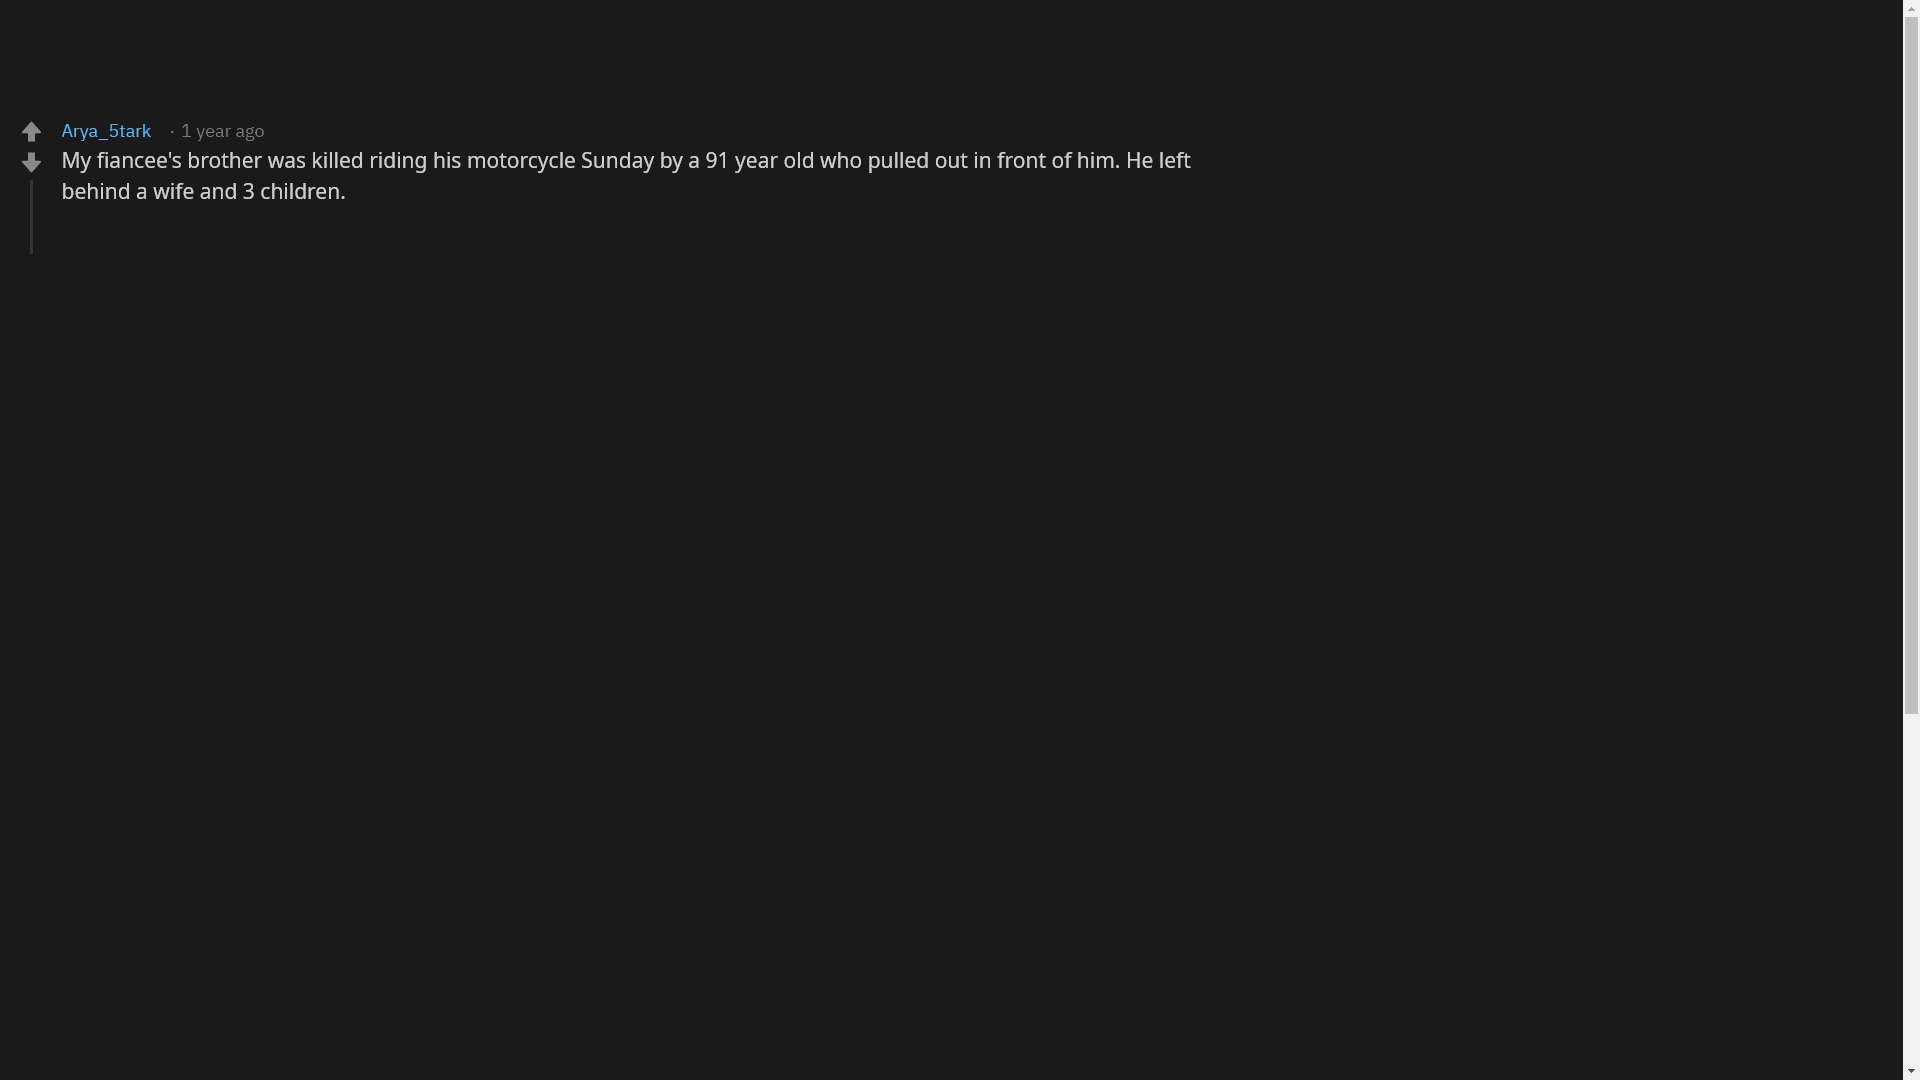 Arya_5tark · 1 year ago
My fiancee's brother was killed riding his motorcycle Sunday by a 91 year old who pulled out in front of him. He left
behind a wife and 3 children.